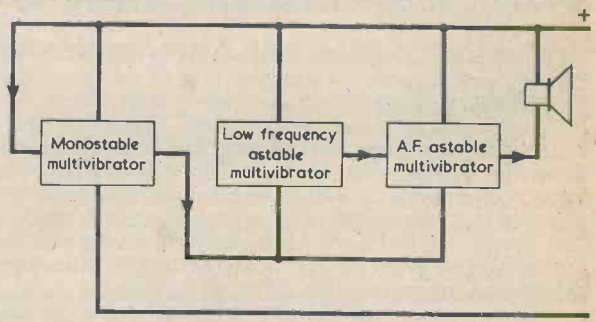 +
Monostable
multivibrator
Low frequency
astable
multivibrator
A.F. astable
multivibrator